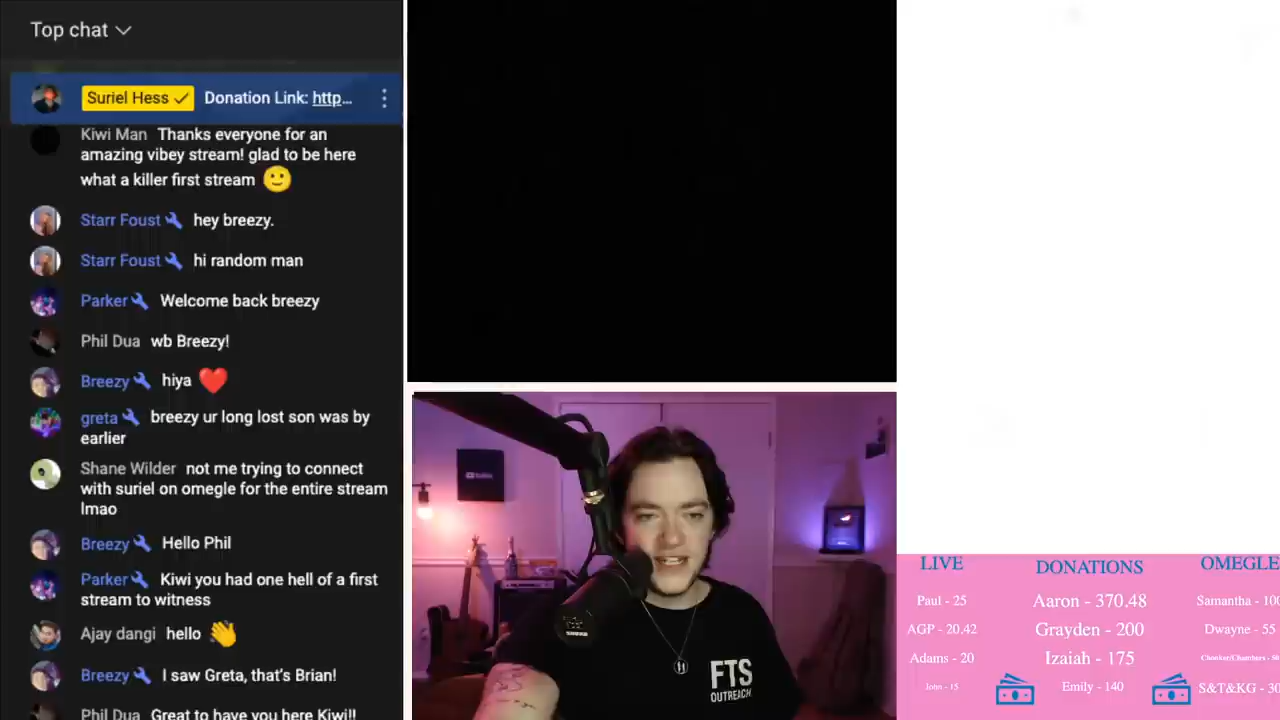 Top chat
Suriel Hess Donation Link: http...
Kiwi Man Thanks everyone for an
amazing vibey stream! glad to be here
what a killer first stream 🙂
Starr Foust hey breezy.
Starr Foust hi random man
Parker Welcome back breezy
Phil Dua wb Breezy!
Breezy hiya ❤️
greta breezy ur long lost son was by
earlier
Shane Wilder not me trying to connect
with suriel on omegle for the entire stream
lmao
Breezy Hello Phil
Parker Kiwi you had one hell of a first
stream to witness
Ajay dangi hello 👋
Breezy I saw Greta, that's Brian!
Phil Dua Great to have you here Kiwi!!
FTS
OUTREACH
LIVE
Paul - 25
AGP - 20.42
Adams - 20
John - 15
DONATIONS
Aaron - 370.48
Grayden - 200
Izaiah - 175
Emily - 140
OMEGLE
Samantha - 100
Dwayne - 55
Chonker/Chambers - 50
S&T&KG - 30